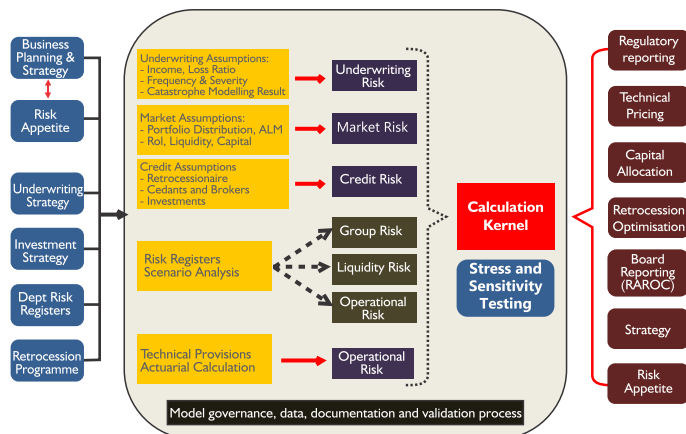 Business
Planning &
Strategy
Risk
Appetite
Underwriting
Strategy
Investment
Strategy
Dept Risk
Registers
Retrocession
Programme
Underwriting Assumptions:
- Income, Loss Ratio
- Frequency & Severity
- Catastrophe Modelling Result
Market Assumptions:
- Portfolio Distribution, ALM
- RoI, Liquidity, Capital
Credit Assumptions
- Retrocessionaire
- Cedants and Brokers
- Investments
Risk Registers
Scenario Analysis
Technical Provisions
Actuarial Calculation
Underwriting
Risk
Market Risk
Credit Risk
Group Risk
Liquidity Risk
Operational
Risk
Operational
Risk
Calculation
Kernel
Stress and
Sensitivity
Testing
Model governance, data, documentation and validation process
Regulatory
reporting
Technical
Pricing
Capital
Allocation
Retrocession
Optimisation
Board
Reporting
(RAROC)
Strategy
Risk
Appetite